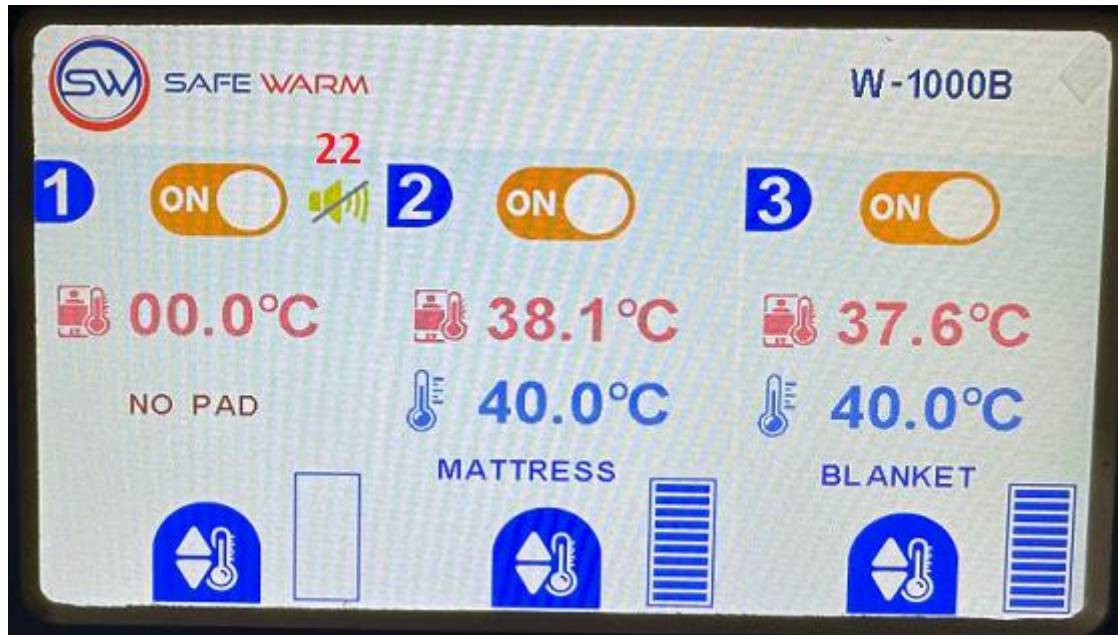 SW SAFE WARM
W-1000B
22
1 ON 2 ON 3 ON
00.0°C 38.1°C 37.6°C
NO PAD 40.0°C 40.0°C
MATTRESS BLANKET